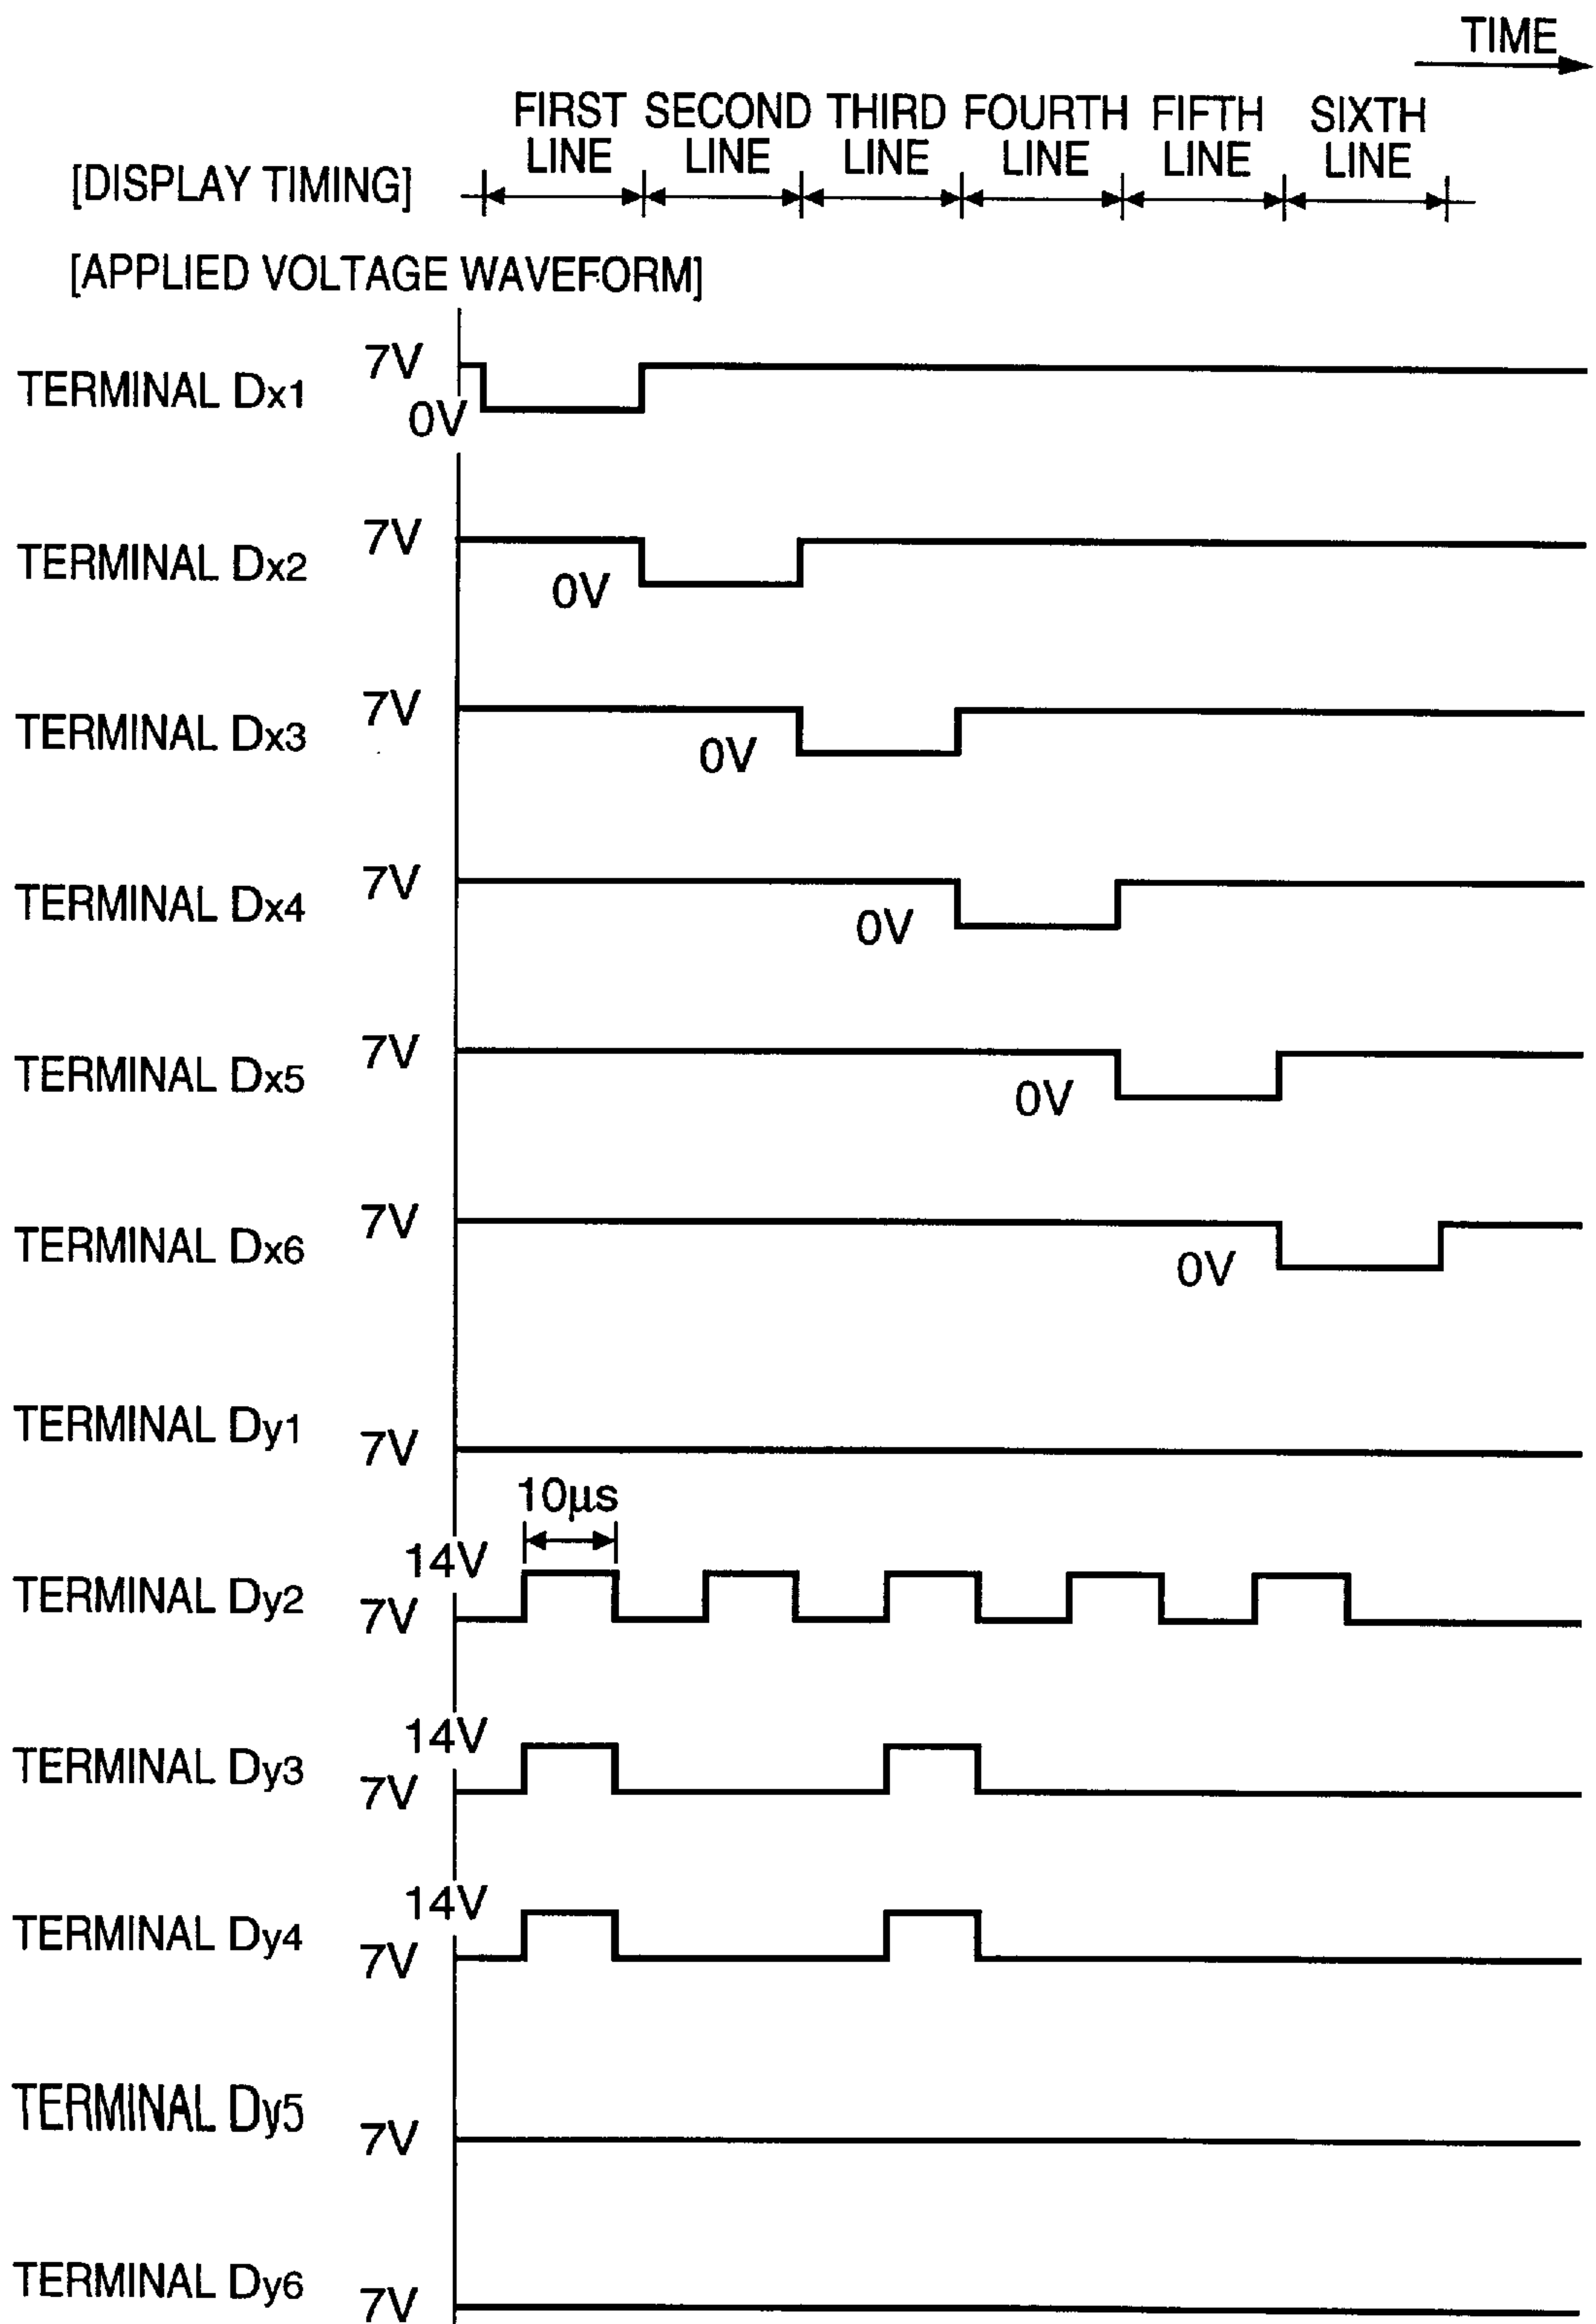 TIME
FIRST SECOND THIRD FOURTH FIFTH SIXTH
LINE LINE LINE LINE LINE LINE
[DISPLAY TIMING]
[APPLIED VOLTAGE WAVEFORM]
7V
TERMINAL Dx1
0V
7V
TERMINAL Dx2
0V
7V
TERMINAL Dx3
0V
7V
TERMINAL Dx4
0V
7V
TERMINAL Dx5
0V
7V
TERMINAL Dx6
0V
TERMINAL Dy1
7V
10μs
14V
TERMINAL Dy2
7V
14V
TERMINAL Dy3
7V
14V
TERMINAL Dy4
7V
TERMINAL Dy5
7V
TERMINAL Dy6
7V